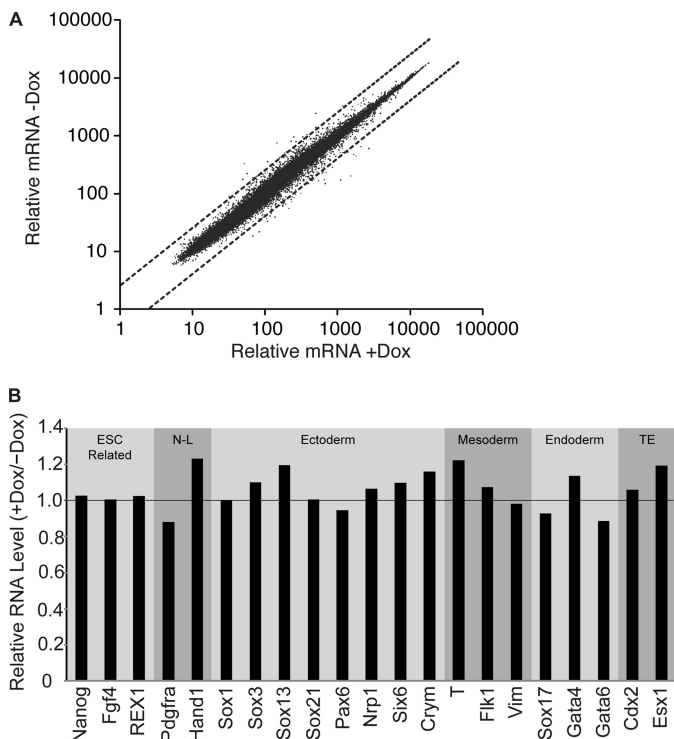 A
100000
10000
1000
100
10
1
Relative mRNA -Dox
1 10 100 1000 10000 100000
Relative mRNA +Dox
B
Relative RNA Level (+Dox/−Dox)
1.4
1.2
1.0
0.8
0.6
0.4
0.2
0
ESC N-L Ectoderm Mesoderm Endoderm TE
Related
Nanog
Fgf4
REX1
Pdgfra
Hand1
Sox1
Sox3
Sox13
Sox21
Pax6
Nrp1
Six6
Crym
T
Flk1
Vim
Sox17
Gata4
Gata6
Cdx2
Esx1